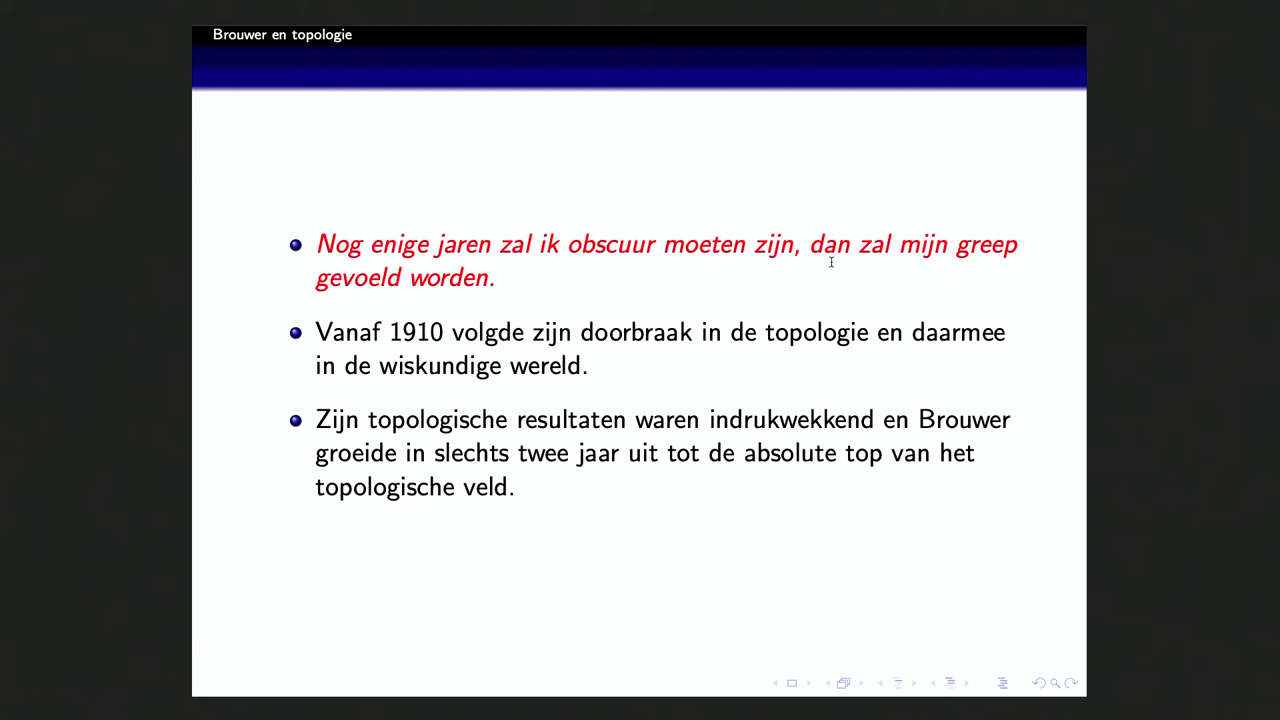 Brouwer en topologie
Nog enige jaren zal ik obscuur moeten zijn, dan zal mijn greep
gevoeld worden.
Vanaf 1910 volgde zijn doorbraak in de topologie en daarmee
in de wiskundige wereld.
Zijn topologische resultaten waren indrukwekkend en Brouwer
groeide in slechts twee jaar uit tot de absolute top van het
topologische veld.